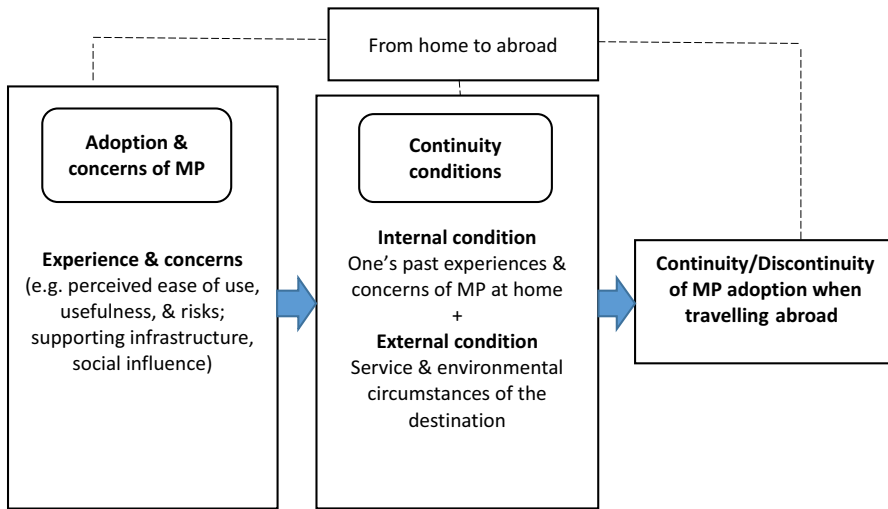 From home to abroad
Adoption &
concerns of MP
Experience & concerns
(e.g. perceived ease of use,
usefulness, & risks;
supporting infrastructure,
social influence)
Continuity
conditions
Internal condition
One’s past experiences &
concerns of MP at home
+
External condition
Service & environmental
circumstances of the
destination
Continuity/Discontinuity
of MP adoption when
travelling abroad